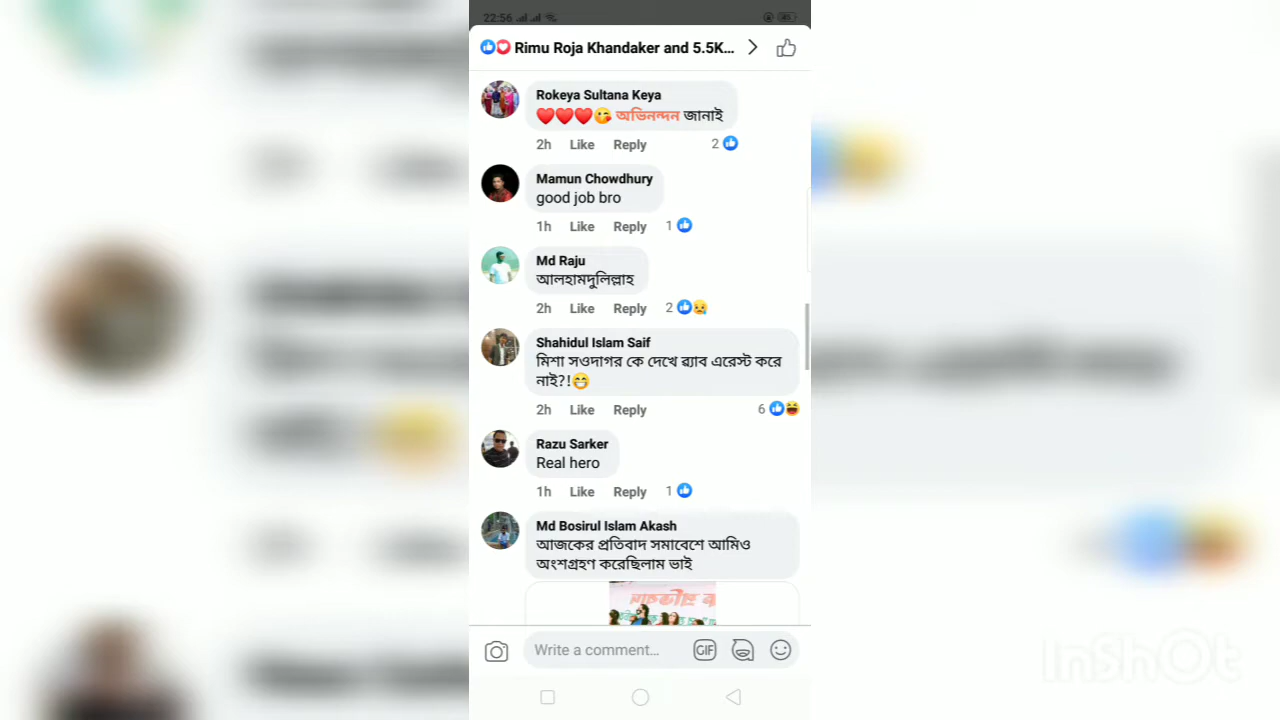 22:56
Rimu Roja Khandaker and 5.5K...
Rokeya Sultana Keya
❤️❤️❤️😘 অভিনন্দন জানাই
2h Like Reply 2
Mamun Chowdhury
good job bro
1h Like Reply 1
Md Raju
আলহামদুলিল্লাহ
2h Like Reply 2
Shahidul Islam Saif
মিশা সওদাগর কে দেখে র‍্যাব এরেস্ট করে
নাই?!😁
2h Like Reply 6
Razu Sarker
Real hero
1h Like Reply 1
Md Bosirul Islam Akash
আজকের প্রতিবাদ সমাবেশে আমিও
অংশগ্রহণ করেছিলাম ভাই
Write a comment... GIF
InShOt